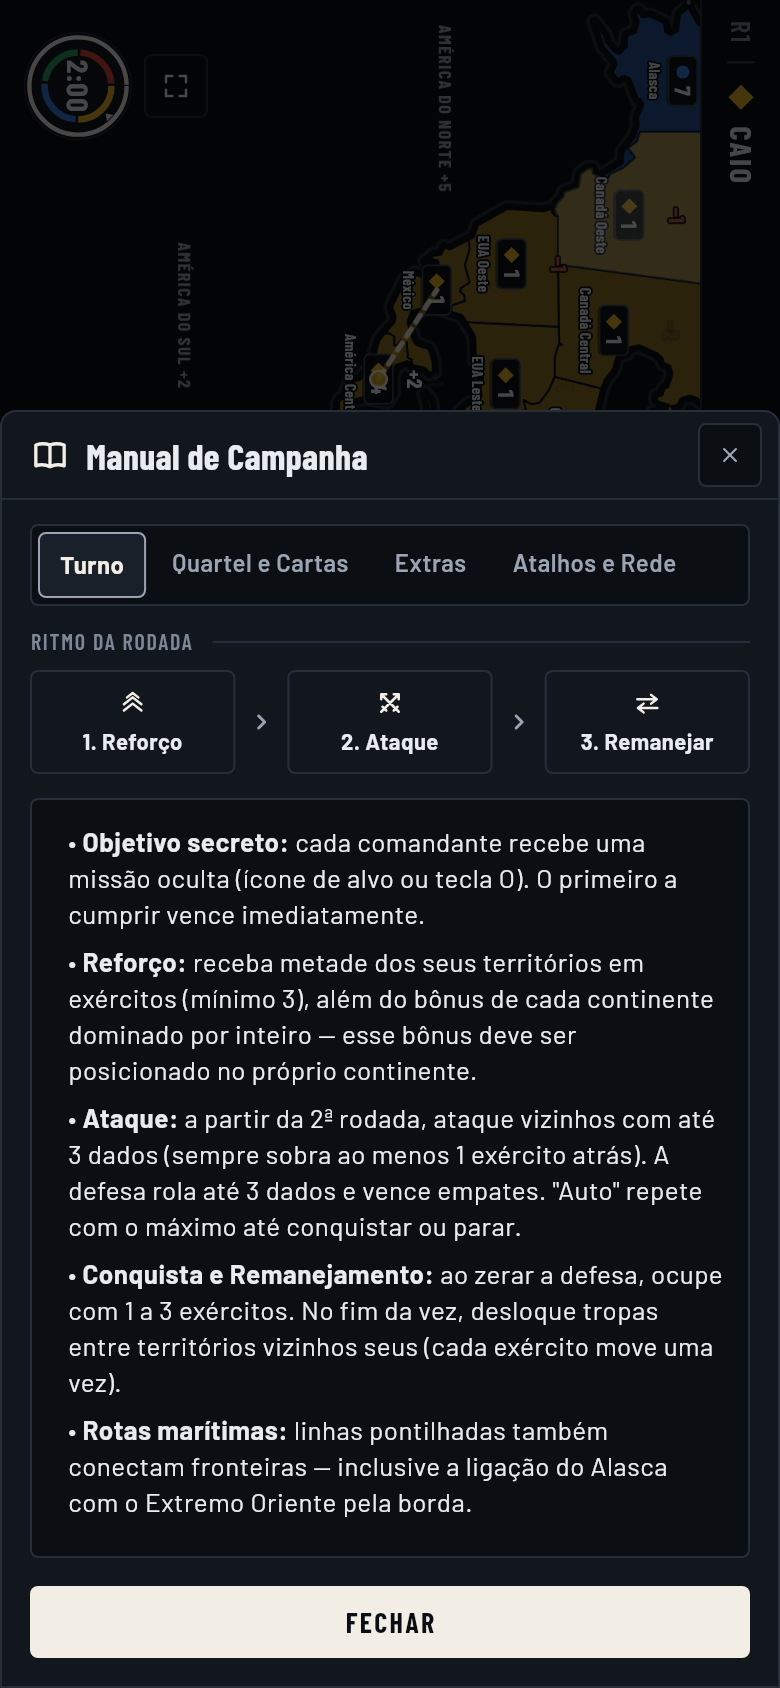 2:00
AMÉRICA DO NORTE +5
AMÉRICA DO SUL +2
R1
CAIO
Alasca
7
Canadá Oeste
1
EUA Oeste
1
México
1
Canadá Central
1
América Cent
+2
EUA Leste
1
Manual de Campanha
Turno
Quartel e Cartas
Extras
Atalhos e Rede
RITMO DA RODADA
1. Reforço
2. Ataque
3. Remanejar
• Objetivo secreto: cada comandante recebe uma
missão oculta (ícone de alvo ou tecla O). O primeiro a
cumprir vence imediatamente.
• Reforço: receba metade dos seus territórios em
exércitos (mínimo 3), além do bônus de cada continente
dominado por inteiro — esse bônus deve ser
posicionado no próprio continente.
• Ataque: a partir da 2ª rodada, ataque vizinhos com até
3 dados (sempre sobra ao menos 1 exército atrás). A
defesa rola até 3 dados e vence empates. "Auto" repete
com o máximo até conquistar ou parar.
• Conquista e Remanejamento: ao zerar a defesa, ocupe
com 1 a 3 exércitos. No fim da vez, desloque tropas
entre territórios vizinhos seus (cada exército move uma
vez).
• Rotas marítimas: linhas pontilhadas também
conectam fronteiras — inclusive a ligação do Alasca
com o Extremo Oriente pela borda.
FECHAR